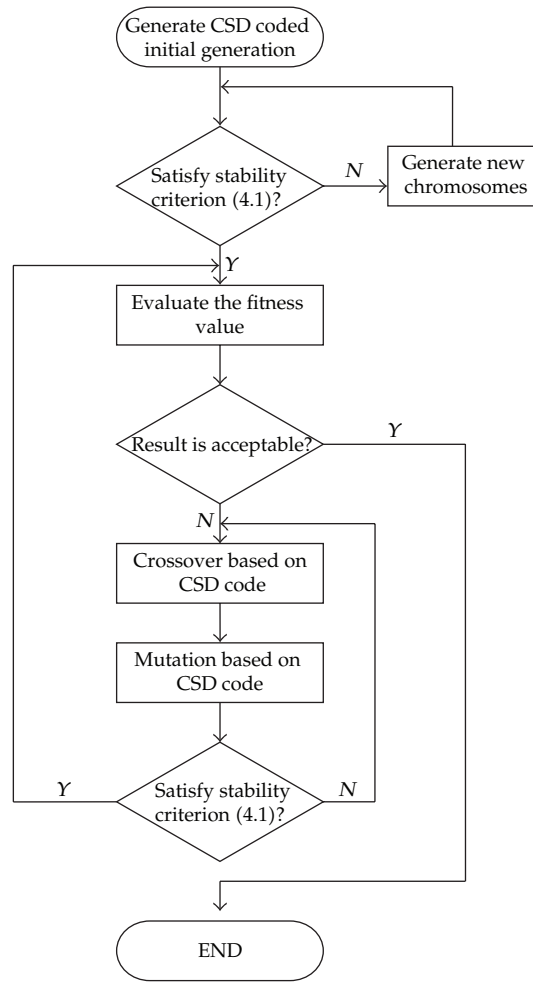 Generate CSD coded
initial generation
Satisfy stability
criterion (4.1)?
N
Generate new
chromosomes
Y
Evaluate the fitness
value
Result is acceptable?
Y
N
Crossover based on
CSD code
Mutation based on
CSD code
Y
Satisfy stability
criterion (4.1)?
N
END